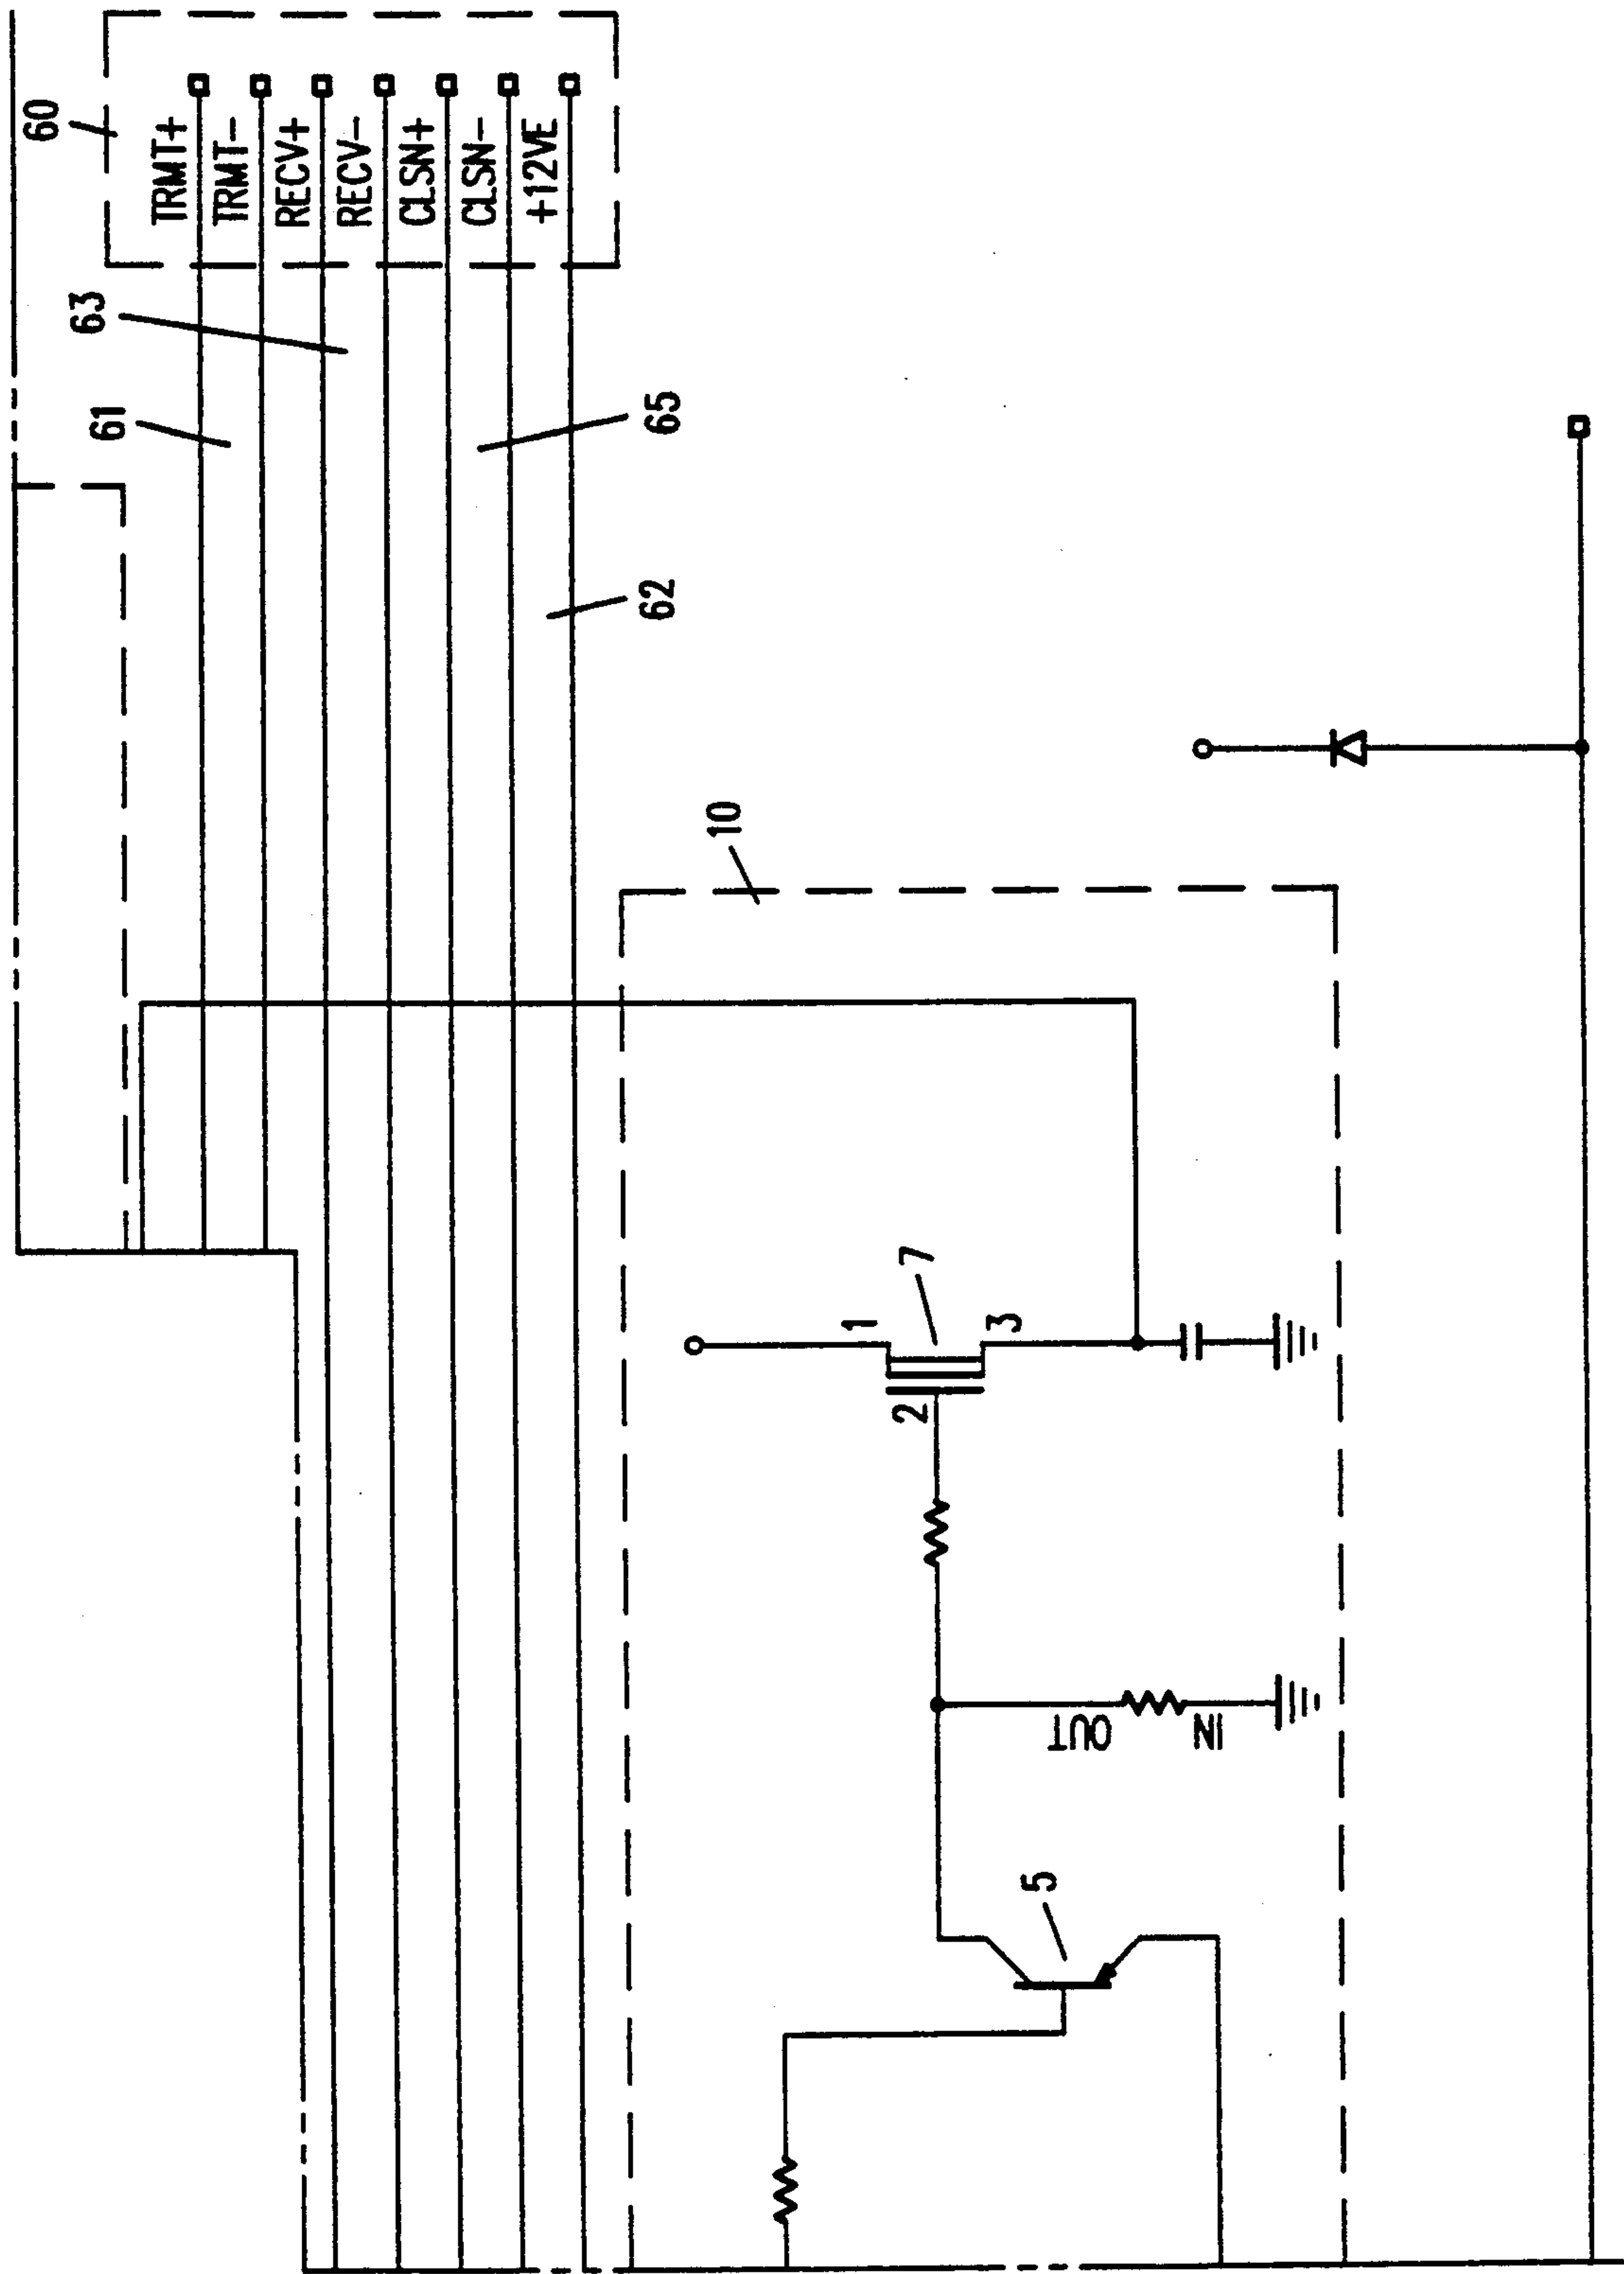 60
TRMT+
TRMT-
RECV+
RECV-
CLSN+
CLSN-
+12VE
63
61
65
62
10
7
1
3
2
OUT
IN
5